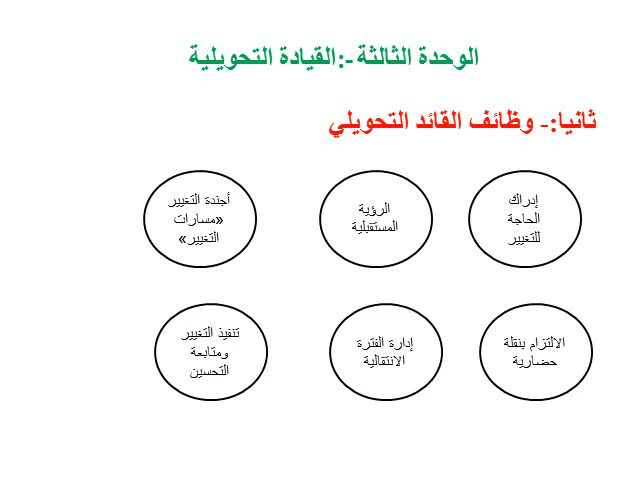 الوحدة الثالثة -:القيادة التحويلية
ثانيا:- وظائف القائد التحويلي
إدراك
الحاجة
للتغيير
الرؤية
المستقبلية
أجندة التغيير
«مسارات
التغيير»
الالتزام بنقلة
حضارية
إدارة الفترة
الانتقالية
تنفيذ التغيير
ومتابعة
التحسين